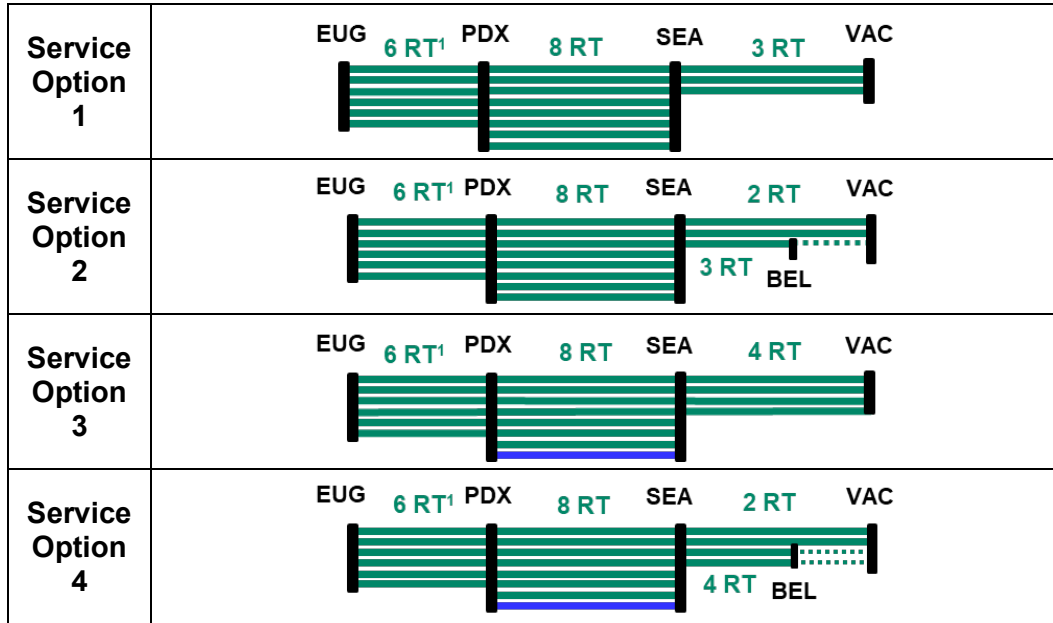 Service
Option
1
EUG 6 RT¹ PDX 8 RT SEA 3 RT VAC
Service
Option
2
EUG 6 RT¹ PDX 8 RT SEA 2 RT VAC
3 RT BEL
Service
Option
3
EUG 6 RT¹ PDX 8 RT SEA 4 RT VAC
Service
Option
4
EUG 6 RT¹ PDX 8 RT SEA 2 RT VAC
4 RT BEL